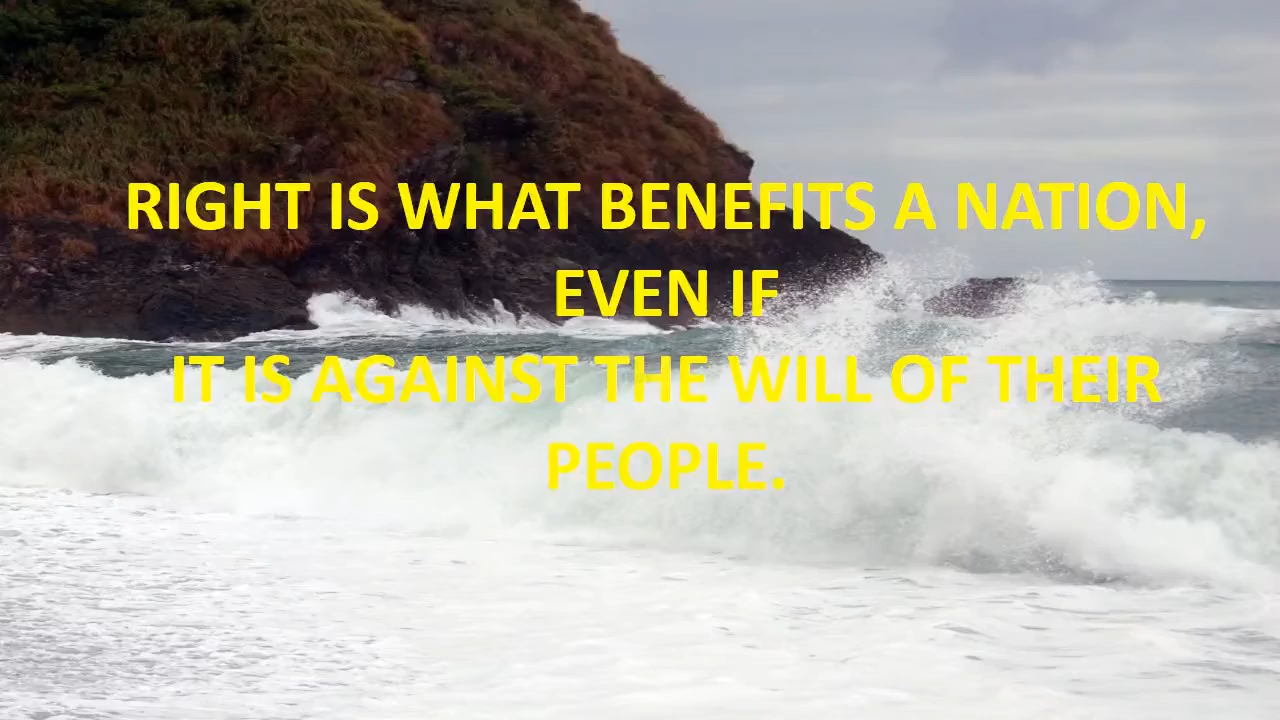 RIGHT IS WHAT BENEFITS A NATION,
EVEN IF
IT IS AGAINST THE WILL OF THEIR
PEOPLE.